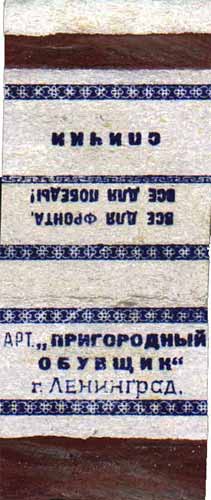 СПИЧКИ
ВСЕ ДЛЯ ФРОНТА,
ВСЕ ДЛЯ ПОБЕДЫ!
АРТ. „ПРИГОРОДНЫЙ
ОБУВЩИК“
г. ЛЕНИНГРАД.